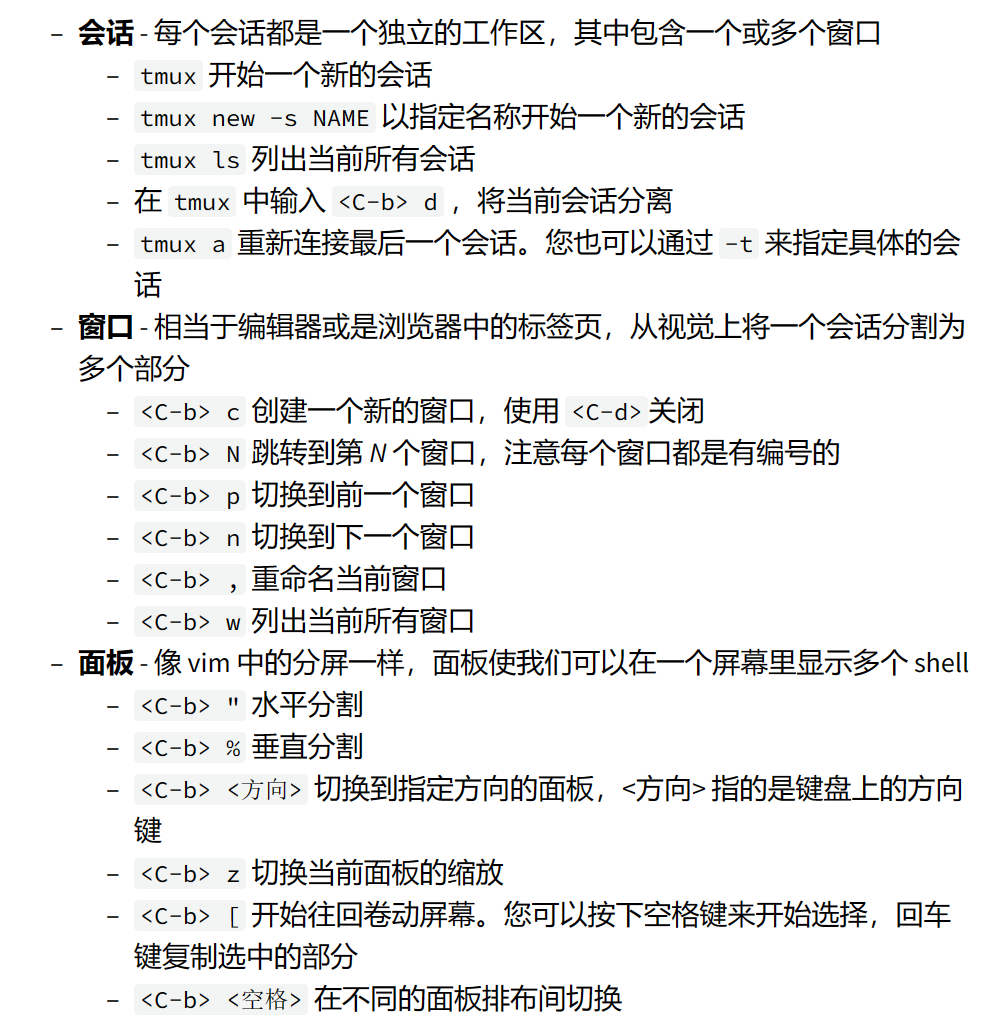 – 会话 - 每个会话都是一个独立的工作区，其中包含一个或多个窗口
– tmux 开始一个新的会话
– tmux new -s NAME 以指定名称开始一个新的会话
– tmux ls 列出当前所有会话
– 在 tmux 中输入 <C-b> d ，将当前会话分离
– tmux a 重新连接最后一个会话。您也可以通过 -t 来指定具体的会
话
– 窗口 - 相当于编辑器或是浏览器中的标签页，从视觉上将一个会话分割为
多个部分
– <C-b> c 创建一个新的窗口，使用 <C-d>关闭
– <C-b> N 跳转到第 N 个窗口，注意每个窗口都是有编号的
– <C-b> p 切换到前一个窗口
– <C-b> n 切换到下一个窗口
– <C-b> , 重命名当前窗口
– <C-b> w 列出当前所有窗口
– 面板 - 像 vim 中的分屏一样，面板使我们可以在一个屏幕里显示多个 shell
– <C-b> " 水平分割
– <C-b> % 垂直分割
– <C-b> <方向> 切换到指定方向的面板，<方向> 指的是键盘上的方向
键
– <C-b> z 切换当前面板的缩放
– <C-b> [ 开始往回卷动屏幕。您可以按下空格键来开始选择，回车
键复制选中的部分
– <C-b> <空格> 在不同的面板排布间切换